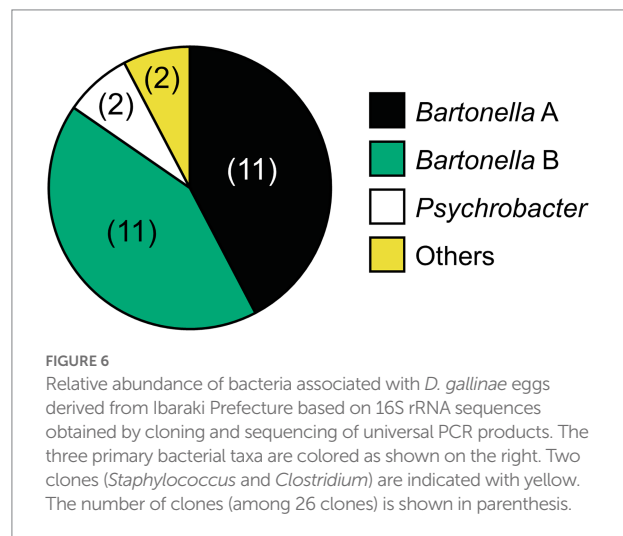 (2)
(2)
(11)
(11)
Bartonella A
Bartonella B
Psychrobacter
Others
FIGURE 6
Relative abundance of bacteria associated with D. gallinae eggs
derived from Ibaraki Prefecture based on 16S rRNA sequences
obtained by cloning and sequencing of universal PCR products. The
three primary bacterial taxa are colored as shown on the right. Two
clones (Staphylococcus and Clostridium) are indicated with yellow.
The number of clones (among 26 clones) is shown in parenthesis.